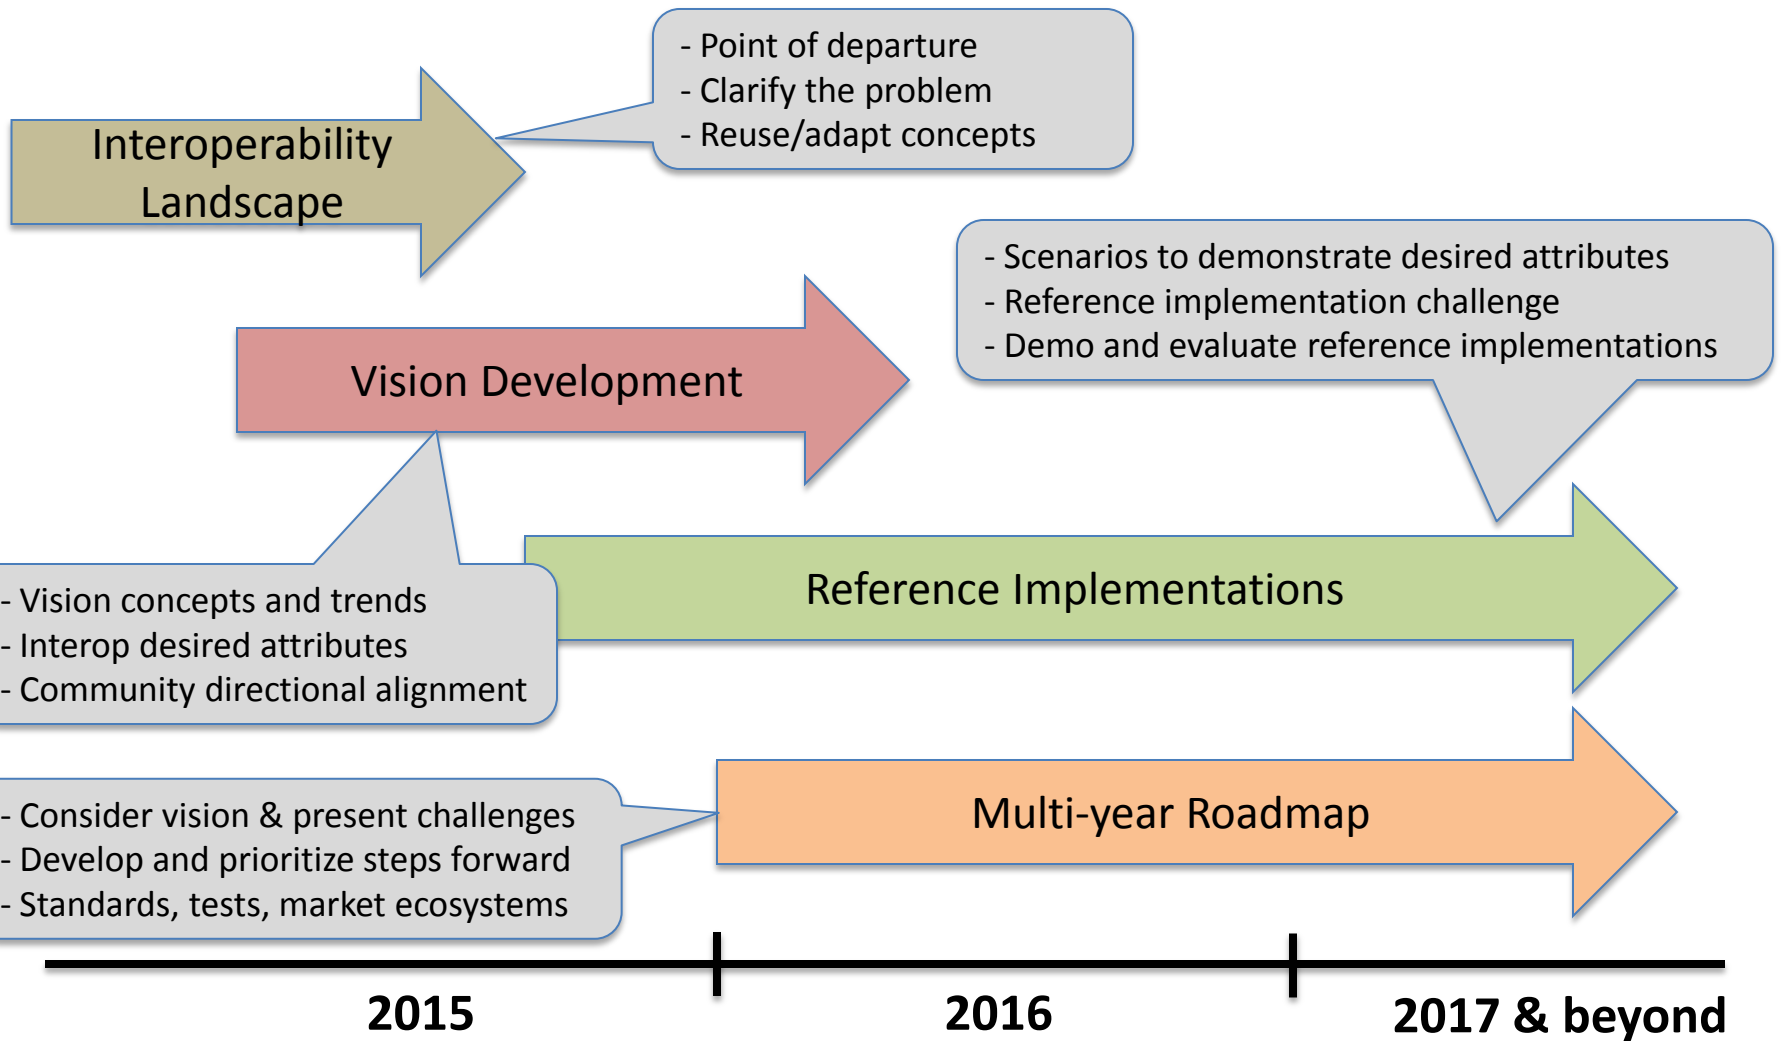 - Point of departure
- Clarify the problem
- Reuse/adapt concepts
Interoperability
Landscape
- Scenarios to demonstrate desired attributes
- Reference implementation challenge
- Demo and evaluate reference implementations
Vision Development
Reference Implementations
- Vision concepts and trends
- Interop desired attributes
- Community directional alignment
Multi-year Roadmap
- Consider vision & present challenges
- Develop and prioritize steps forward
- Standards, tests, market ecosystems
2015
2016
2017 & beyond